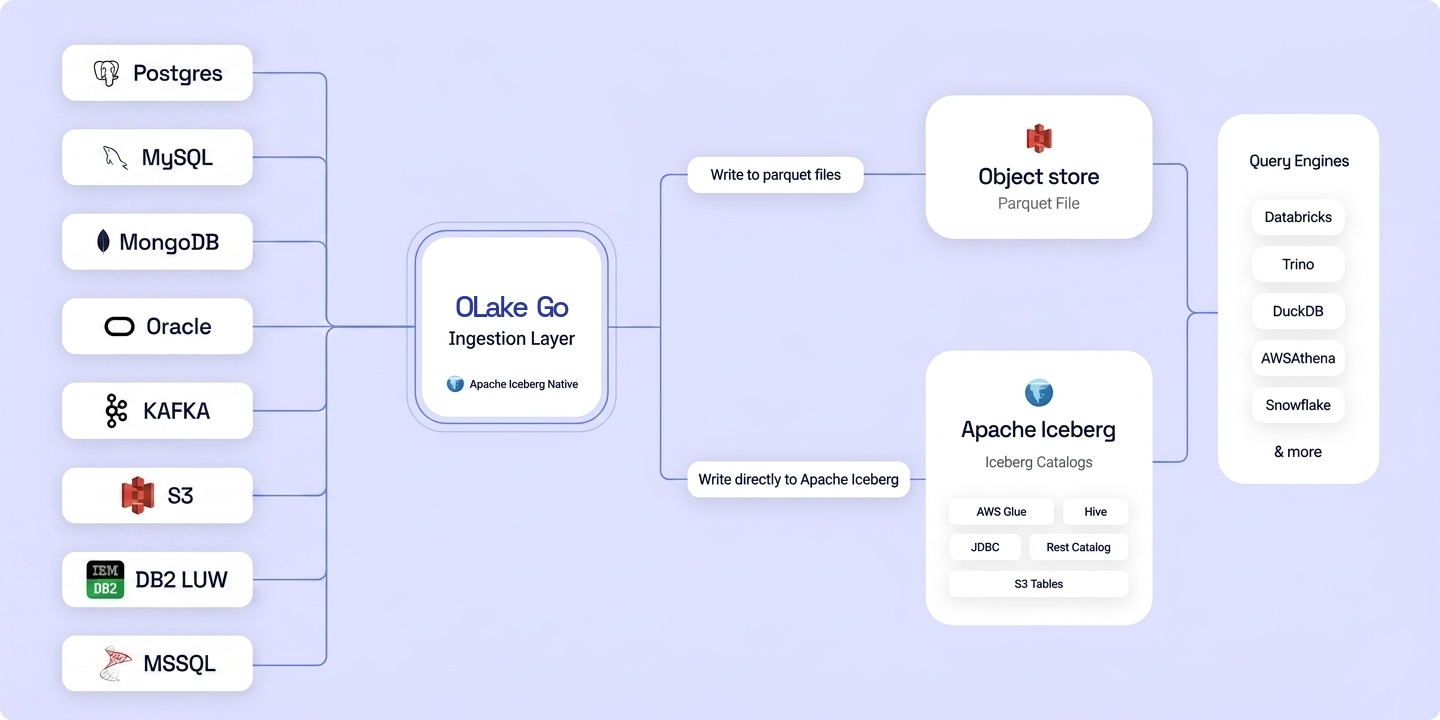 Postgres
MySQL
MongoDB
Oracle
KAFKA
S3
IBM
DB2
DB2 LUW
MSSQL
OLake Go
Ingestion Layer
Apache Iceberg Native
Write to parquet files
Write directly to Apache Iceberg
Object store
Parquet File
Apache Iceberg
Iceberg Catalogs
AWS Glue
Hive
JDBC
Rest Catalog
S3 Tables
Query Engines
Databricks
Trino
DuckDB
AWSAthena
Snowflake
& more